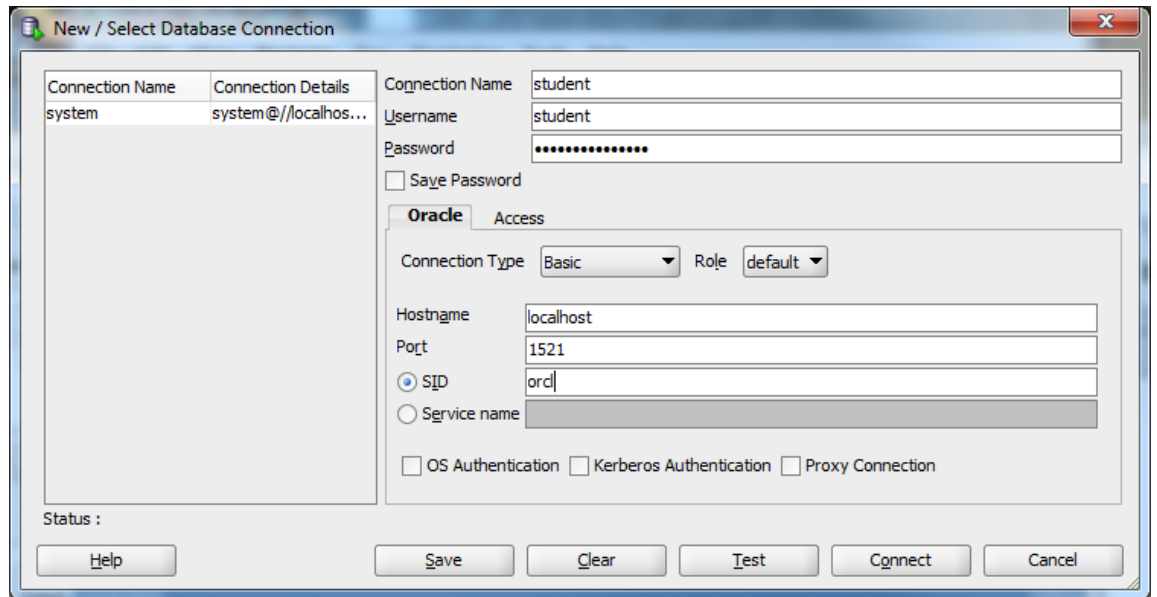 New / Select Database Connection
Connection Name Connection Details
system system@//localhos...
Connection Name student
Username student
Password •••••••••••••••
Save Password
Oracle Access
Connection Type Basic Role default
Hostname localhost
Port 1521
SID orcl
Service name
OS Authentication Kerberos Authentication Proxy Connection
Status :
Help Save Clear Test Connect Cancel